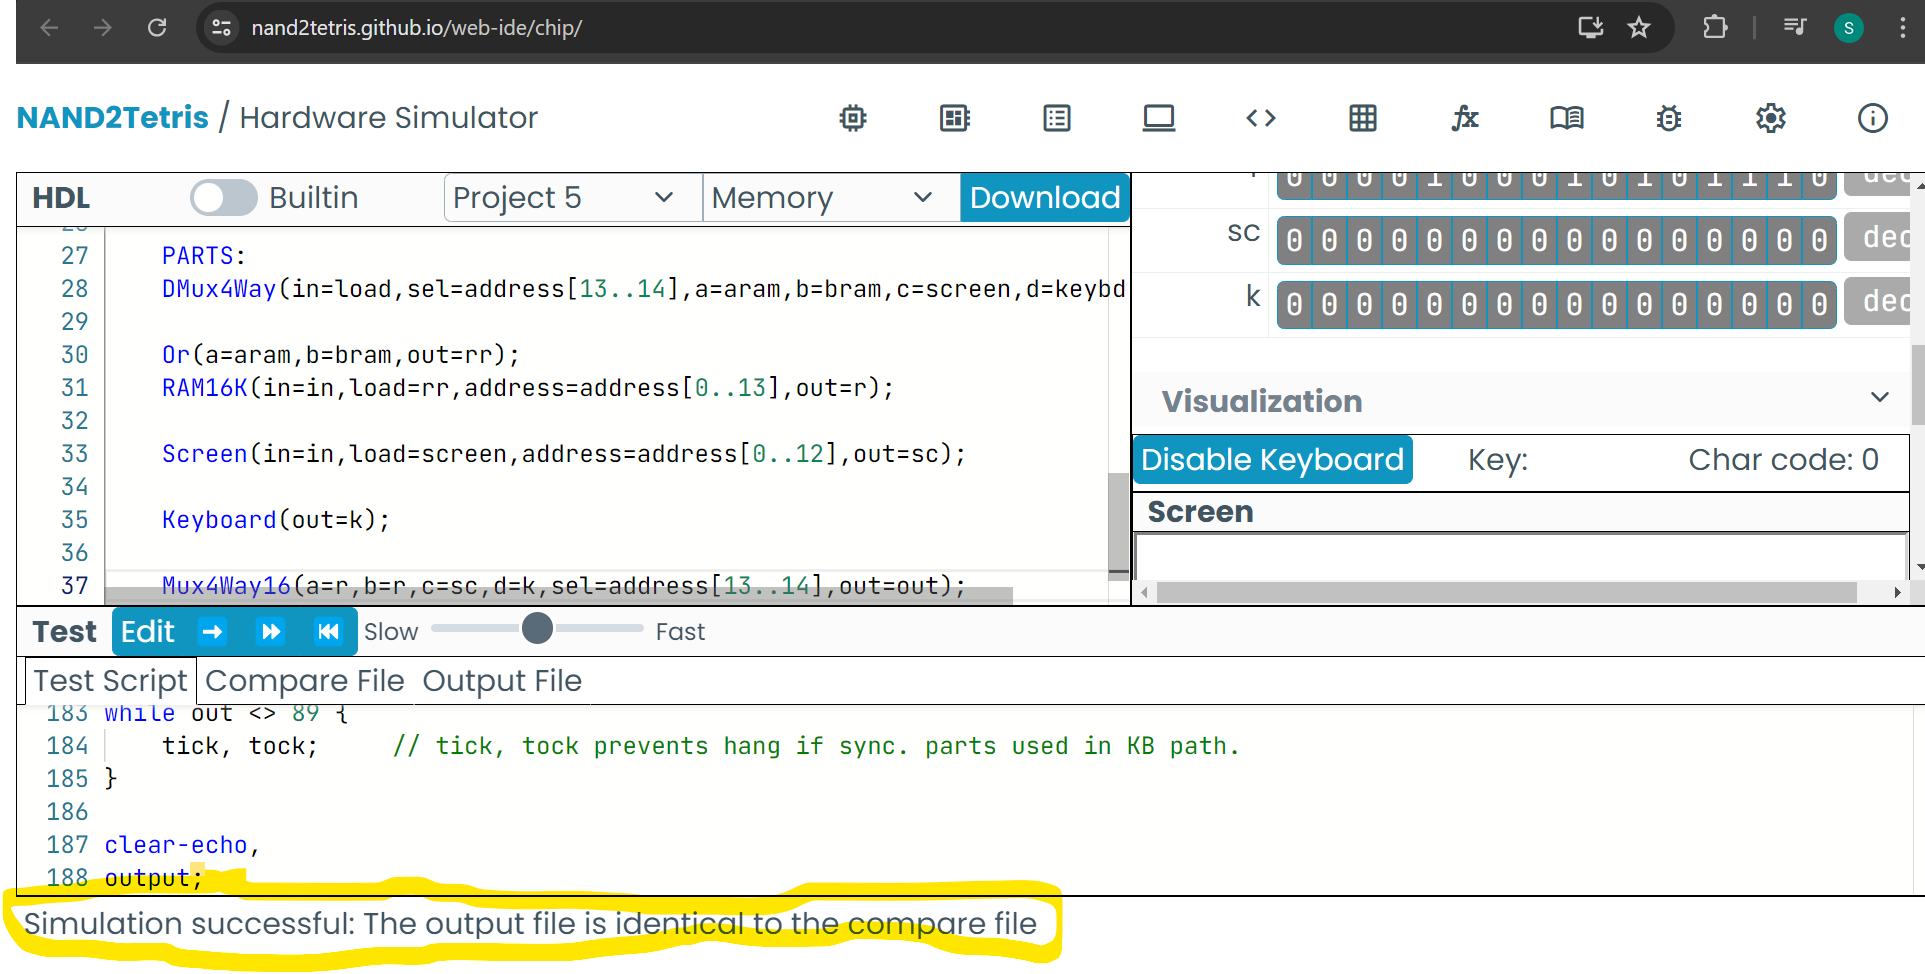 nand2tetris.github.io/web-ide/chip/
S
NAND2Tetris / Hardware Simulator
HDL Builtin Project 5 Memory Download
27 PARTS:
28 DMux4Way(in=load,sel=address[13..14],a=aram,b=bram,c=screen,d=keybd
29
30 Or(a=aram,b=bram,out=rr);
31 RAM16K(in=in,load=rr,address=address[0..13],out=r);
32
33 Screen(in=in,load=screen,address=address[0..12],out=sc);
34
35 Keyboard(out=k);
36
37 Mux4Way16(a=r,b=r,c=sc,d=k,sel=address[13..14],out=out);
0 0 0 0 1 0 0 0 1 0 1 0 1 1 1 0 dec
sc 0 0 0 0 0 0 0 0 0 0 0 0 0 0 0 0 dec
k 0 0 0 0 0 0 0 0 0 0 0 0 0 0 0 0 dec
Visualization
Disable Keyboard Key: Char code: 0
Screen
Test Edit Slow Fast
Test Script Compare File Output File
183 while out <> 89 {
184 tick, tock; // tick, tock prevents hang if sync. parts used in KB path.
185 }
186
187 clear-echo,
188 output;
Simulation successful: The output file is identical to the compare file